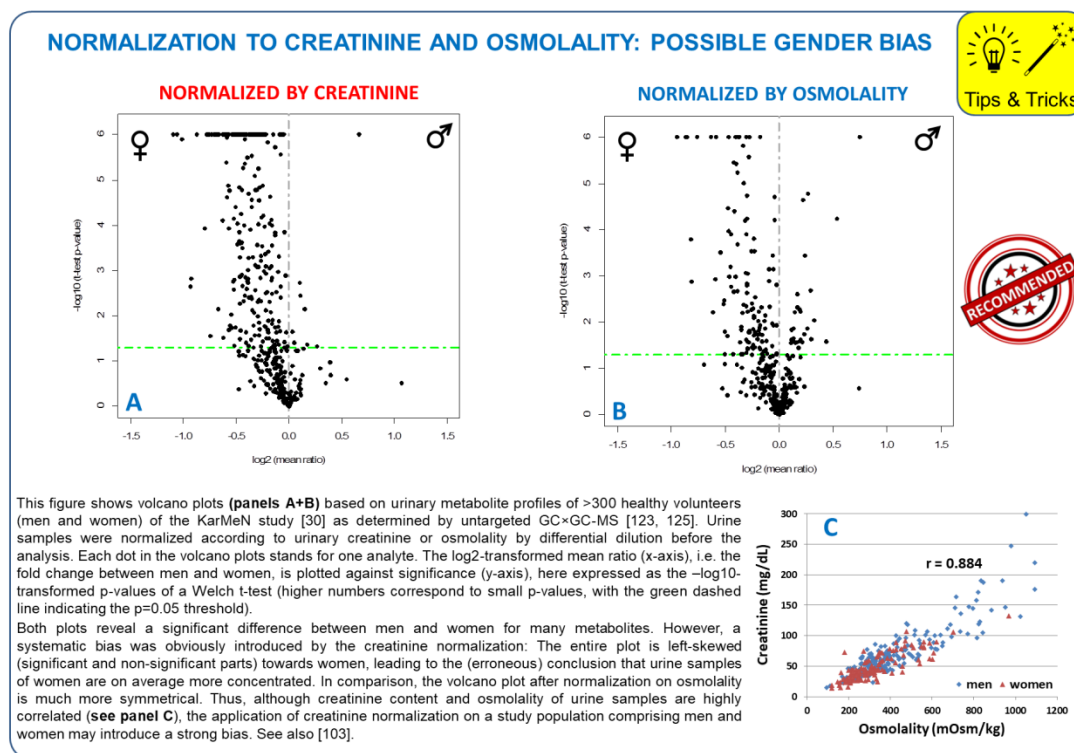 NORMALIZATION TO CREATININE AND OSMOLALITY: POSSIBLE GENDER BIAS
Tips & Tricks
NORMALIZED BY CREATININE
♀
♂
6
5
4
3
2
1
0
-log10 (t-test p-value)
A
-1.5 -1.0 -0.5 0.0 0.5 1.0 1.5
log2 (mean ratio)
NORMALIZED BY OSMOLALITY
♀
♂
6
5
4
3
2
1
0
-log10 (t-test p-value)
B
-1.5 -1.0 -0.5 0.0 0.5 1.0 1.5
log2 (mean ratio)
RECOMMENDED
This figure shows volcano plots (panels A+B) based on urinary metabolite profiles of >300 healthy volunteers
(men and women) of the KarMeN study [30] as determined by untargeted GC×GC-MS [123, 125]. Urine
samples were normalized according to urinary creatinine or osmolality by differential dilution before the
analysis. Each dot in the volcano plots stands for one analyte. The log2-transformed mean ratio (x-axis), i.e. the
fold change between men and women, is plotted against significance (y-axis), here expressed as the –log10-
transformed p-values of a Welch t-test (higher numbers correspond to small p-values, with the green dashed
line indicating the p=0.05 threshold).
Both plots reveal a significant difference between men and women for many metabolites. However, a
systematic bias was obviously introduced by the creatinine normalization: The entire plot is left-skewed
(significant and non-significant parts) towards women, leading to the (erroneous) conclusion that urine samples
of women are on average more concentrated. In comparison, the volcano plot after normalization on osmolality
is much more symmetrical. Thus, although creatinine content and osmolality of urine samples are highly
correlated (see panel C), the application of creatinine normalization on a study population comprising men and
women may introduce a strong bias. See also [103].
C
r = 0.884
Creatinine (mg/dL)
300
250
200
150
100
50
0
0 200 400 600 800 1000 1200
Osmolality (mOsm/kg)
men
women